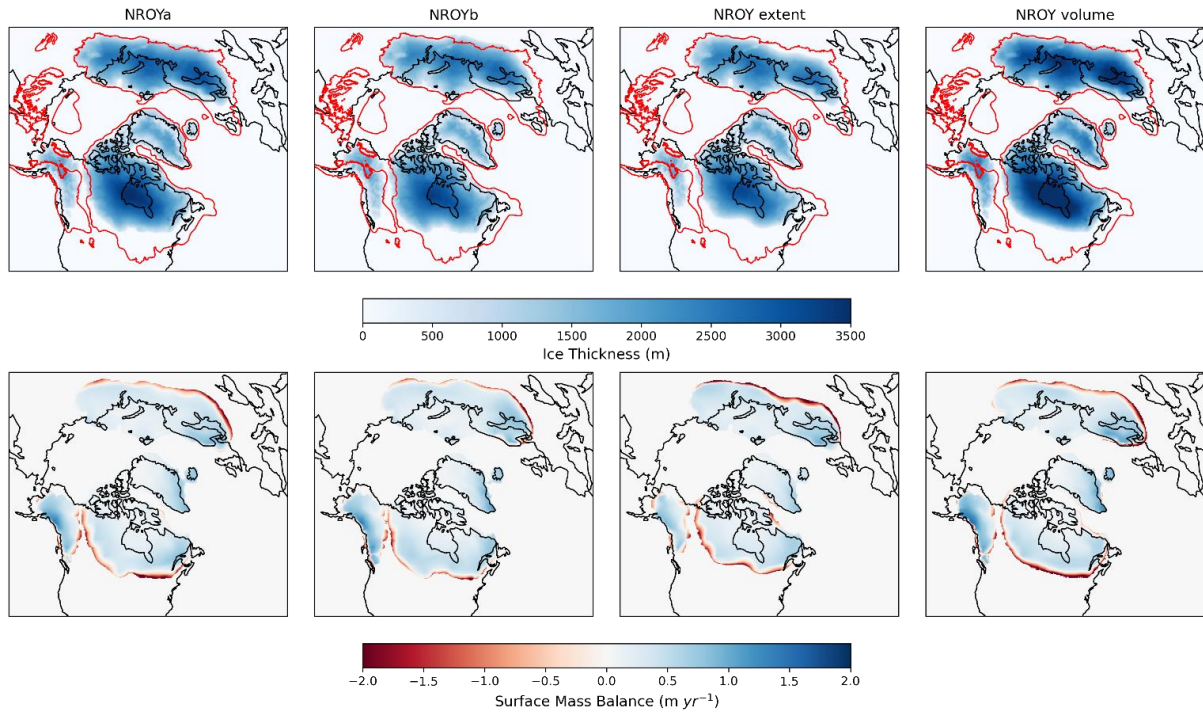 NROYa NROYb NROY extent NROY volume
0 500 1000 1500 2000 2500 3000 3500
Ice Thickness (m)
−2.0 −1.5 −1.0 −0.5 0.0 0.5 1.0 1.5 2.0
Surface Mass Balance (m yr⁻¹)